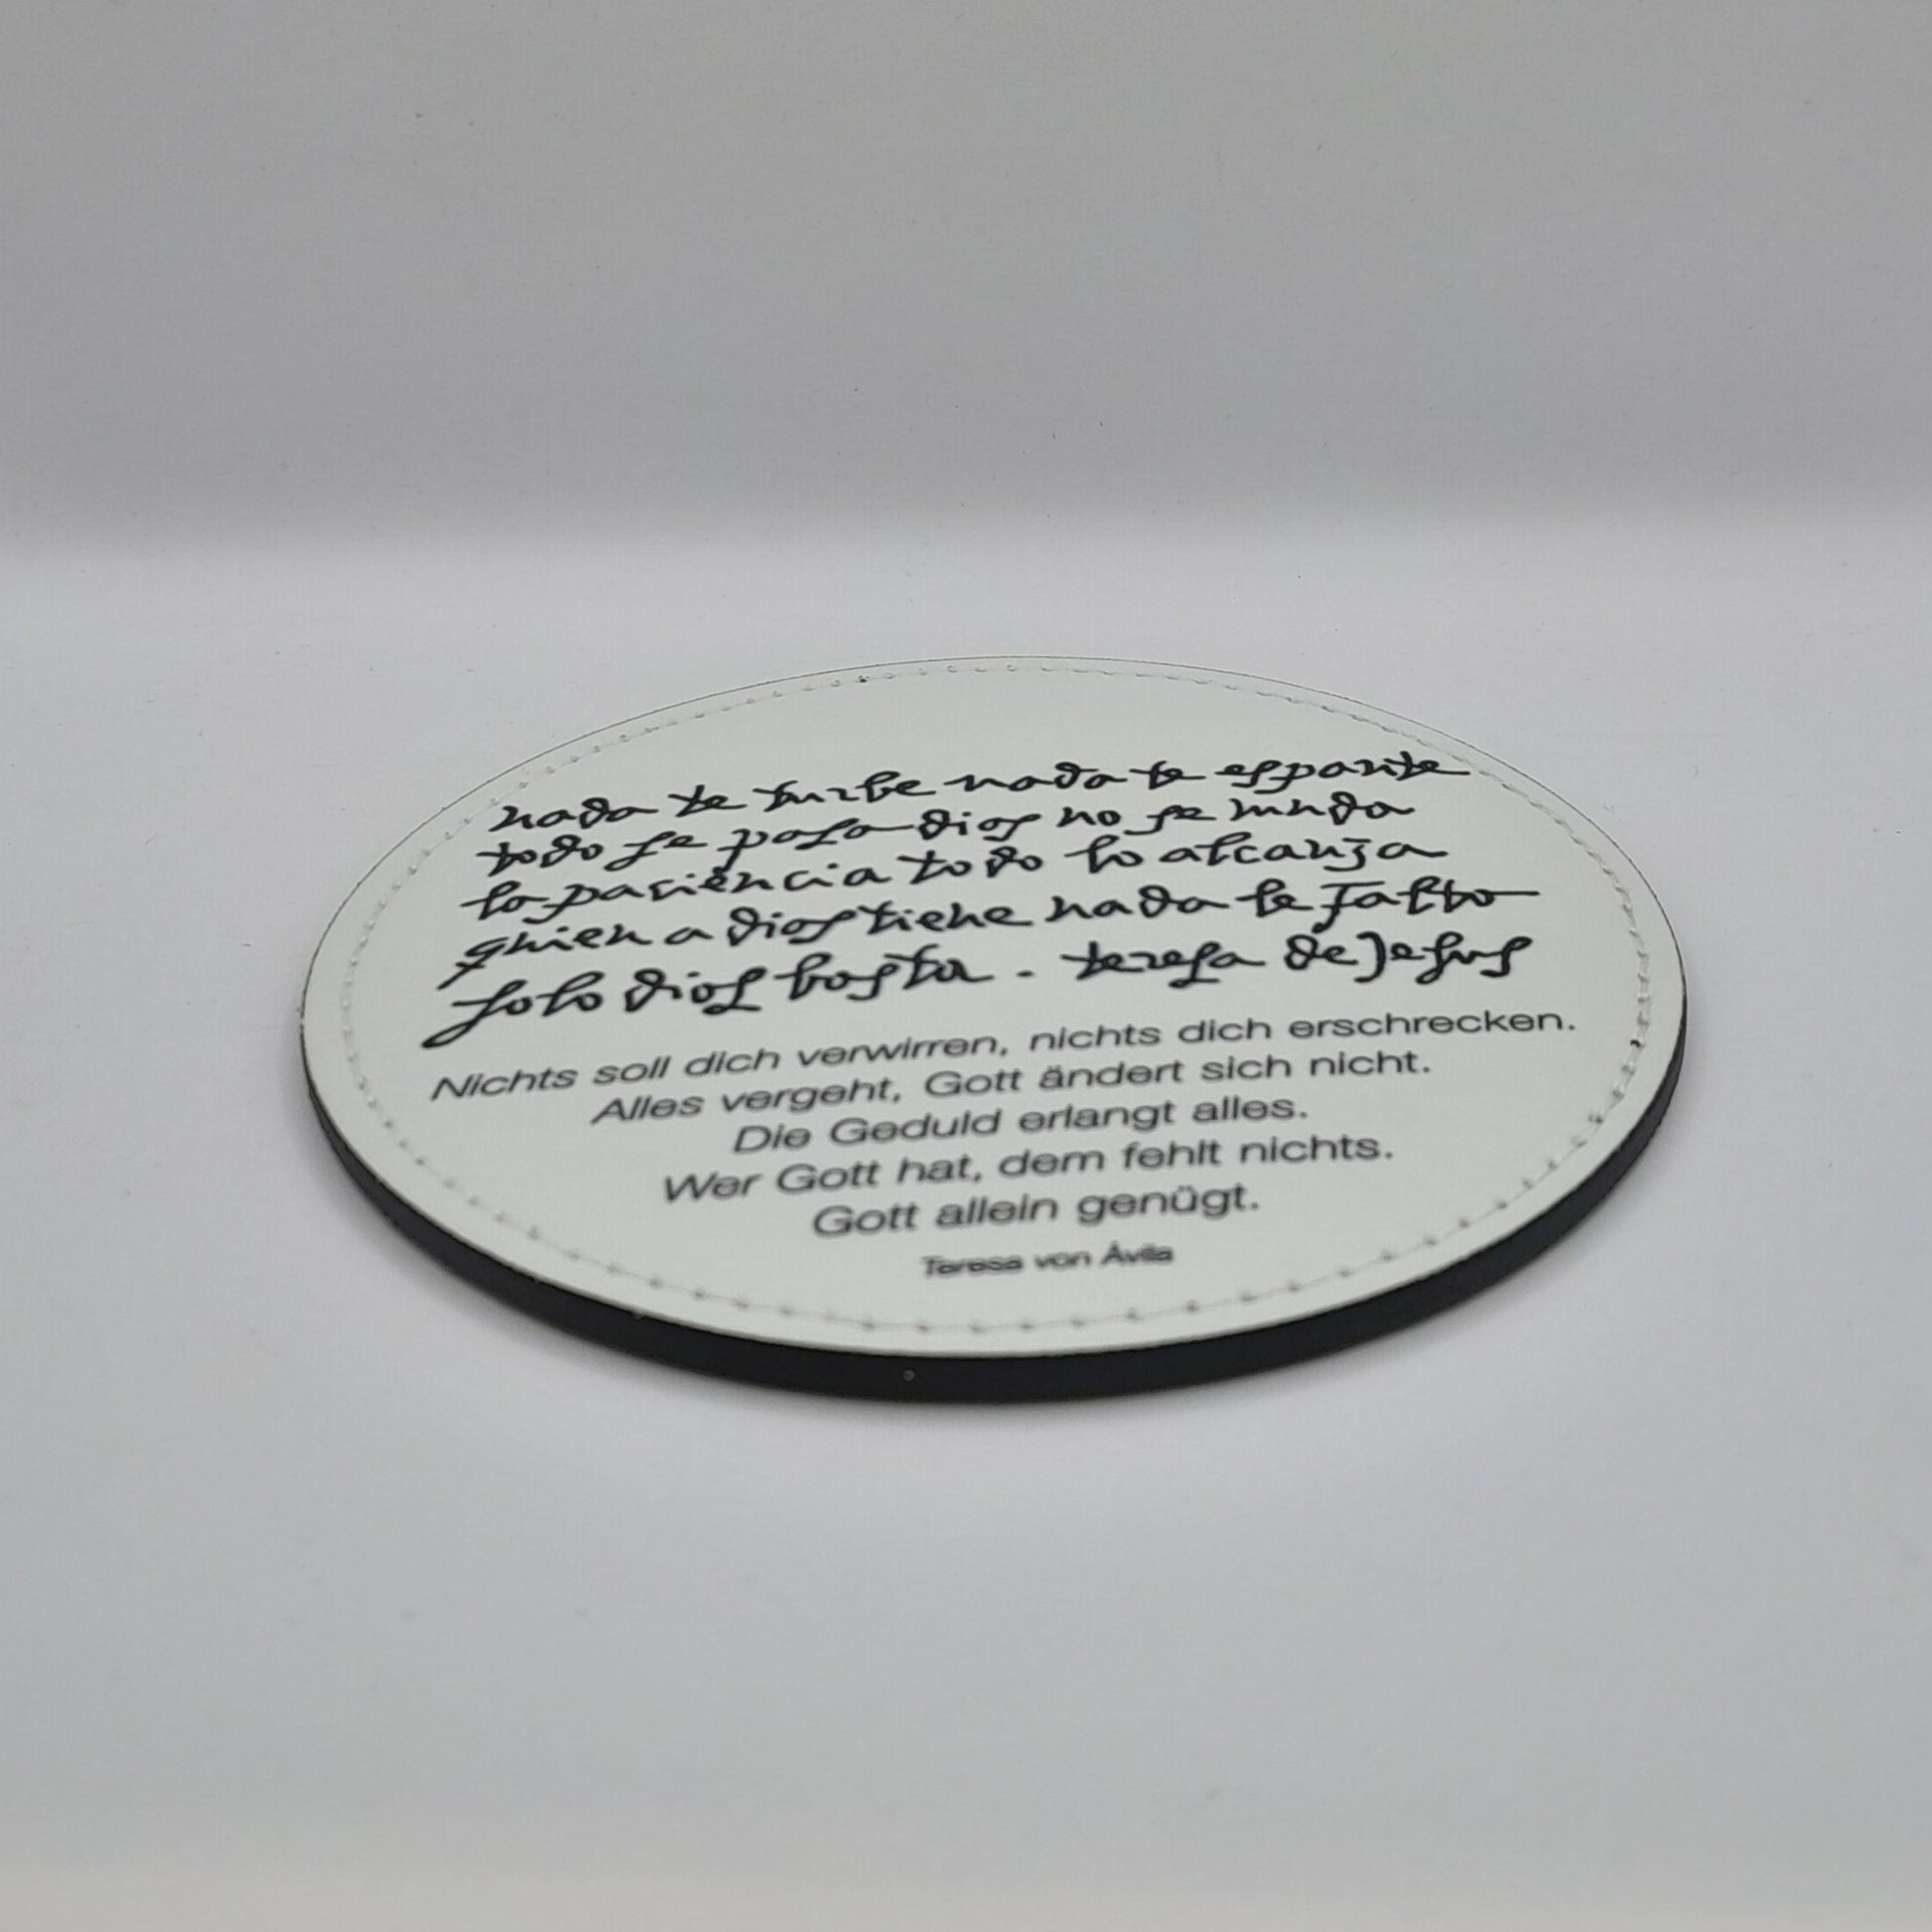 nada te turbe nada te espante
todo se pasa dios no se muda
la paciencia todo lo alcanza
quien a dios tiene nada le falta
solo dios basta - teresa de Jesus
Nichts soll dich verwirren, nichts dich erschrecken.
Alles vergeht, Gott ändert sich nicht.
Die Geduld erlangt alles.
Wer Gott hat, dem fehlt nichts.
Gott allein genügt.
Teresa von Ávila